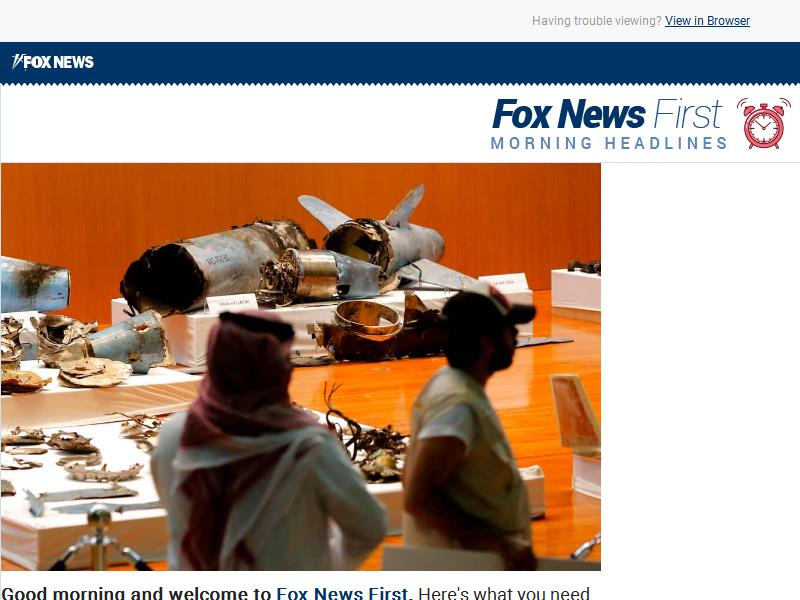 Having trouble viewing? View in Browser
FOX NEWS
Fox News First
MORNING HEADLINES
Good morning and welcome to Fox News First. Here's what you need